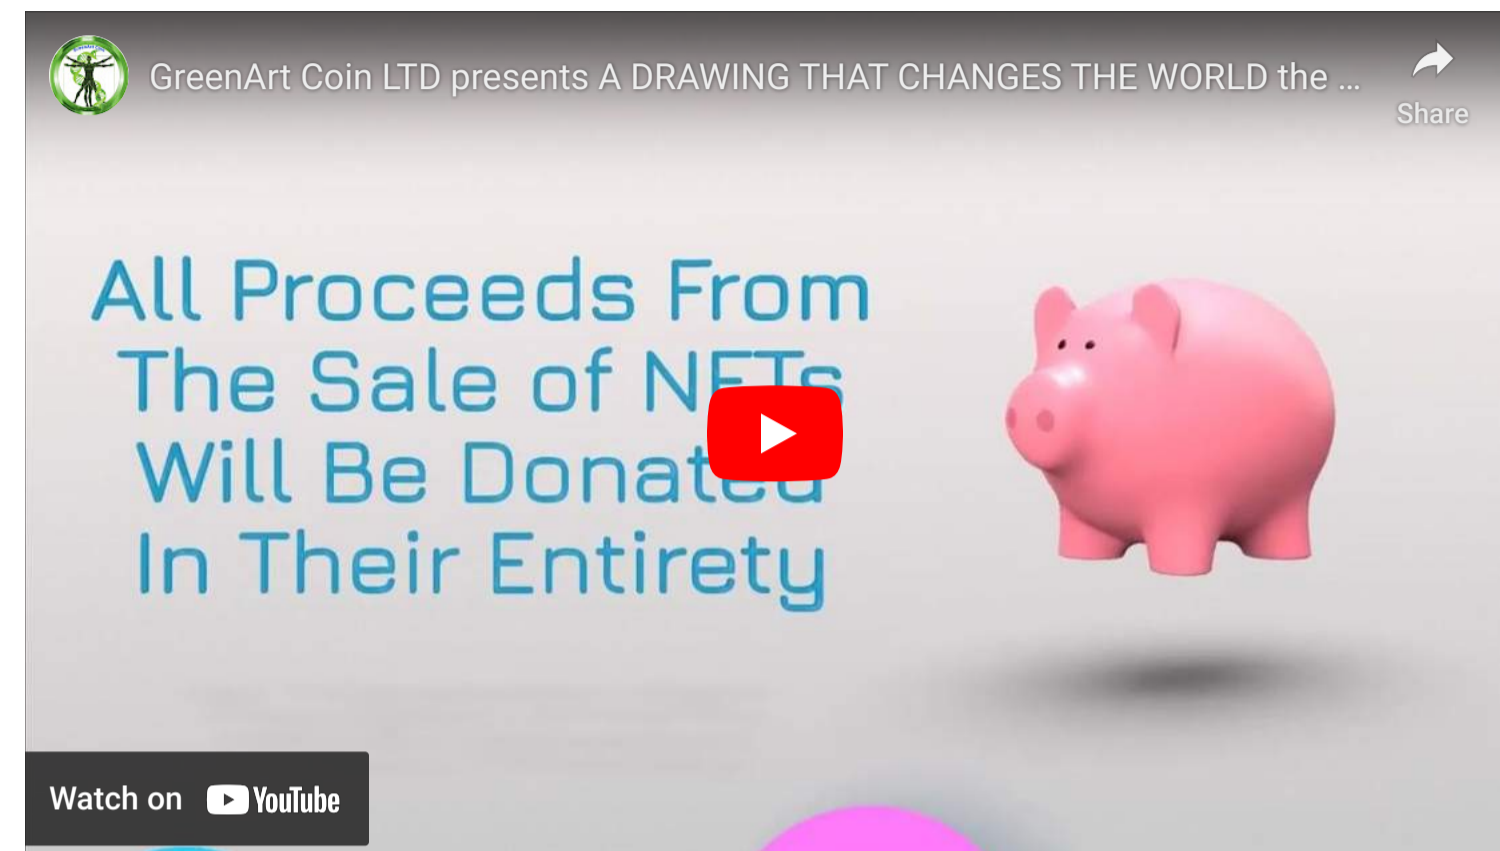 GreenArt Coin LTD presents A DRAWING THAT CHANGES THE WORLD the ...
Share
All Proceeds From
The Sale of NFTs
Will Be Donated
In Their Entirety
Watch on YouTube